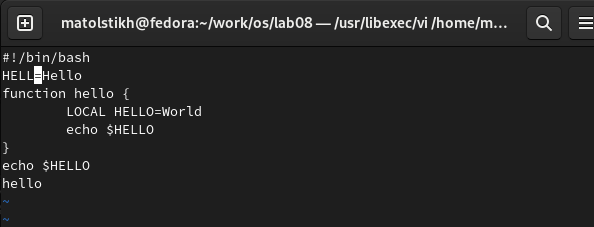 matolstikh@fedora:~/work/os/lab08 — /usr/libexec/vi /home/m...
#!/bin/bash
HELL=Hello
function hello {
        LOCAL HELLO=World
        echo $HELLO
}
echo $HELLO
hello
~
~